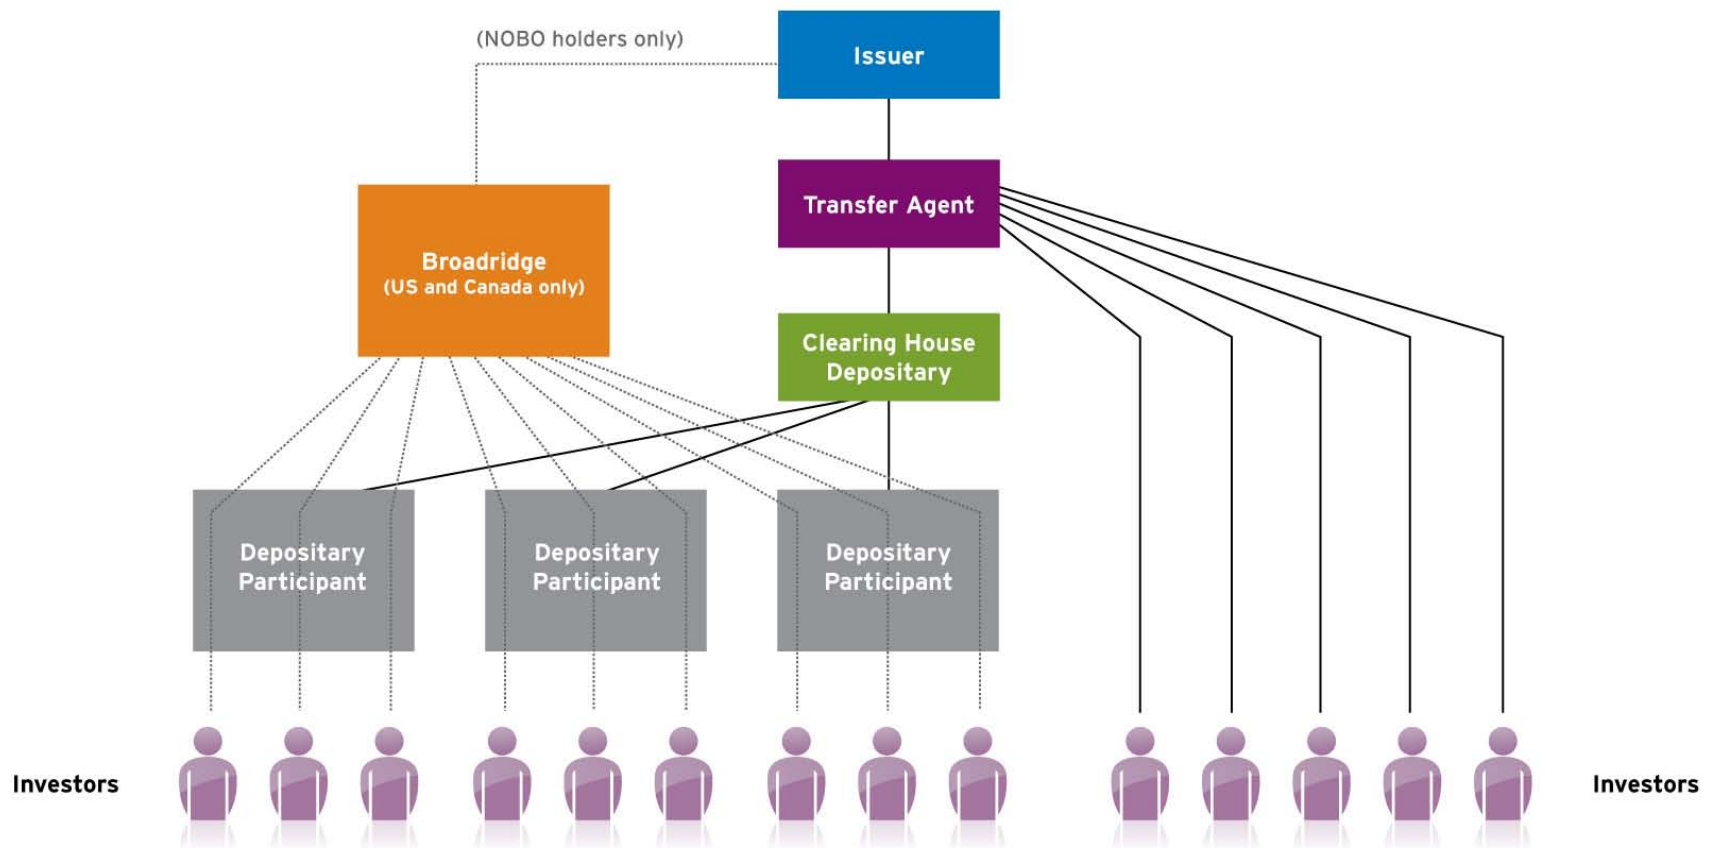 (NOBO holders only)
Issuer
Transfer Agent
Broadridge
(US and Canada only)
Clearing House
Depositary
Depositary
Participant
Depositary
Participant
Depositary
Participant
Investors
Investors